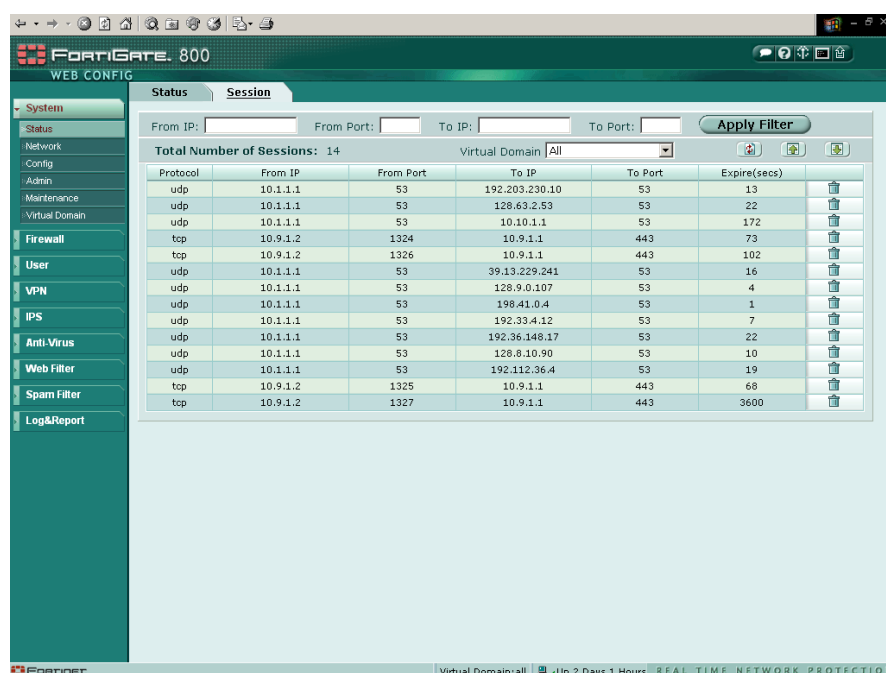 FORTIGATE. 800
WEB CONFIG
Status Session
System
Status
Network
Config
Admin
Maintenance
Virtual Domain
Firewall
User
VPN
IPS
Anti-Virus
Web Filter
Spam Filter
Log&Report
From IP: From Port: To IP: To Port: Apply Filter
Total Number of Sessions: 14 Virtual Domain All
Protocol From IP From Port To IP To Port Expire(secs)
udp 10.1.1.1 53 192.203.230.10 53 13
udp 10.1.1.1 53 128.63.2.53 53 22
udp 10.1.1.1 53 10.10.1.1 53 172
tcp 10.9.1.2 1324 10.9.1.1 443 73
tcp 10.9.1.2 1326 10.9.1.1 443 102
udp 10.1.1.1 53 39.13.229.241 53 16
udp 10.1.1.1 53 128.9.0.107 53 4
udp 10.1.1.1 53 198.41.0.4 53 1
udp 10.1.1.1 53 192.33.4.12 53 7
udp 10.1.1.1 53 192.36.148.17 53 22
udp 10.1.1.1 53 128.8.10.90 53 10
udp 10.1.1.1 53 192.112.36.4 53 19
tcp 10.9.1.2 1325 10.9.1.1 443 68
tcp 10.9.1.2 1327 10.9.1.1 443 3600
FORTINET Virtual Domain:all Up 2 Days 1 Hours REAL TIME NETWORK PROTECTIO